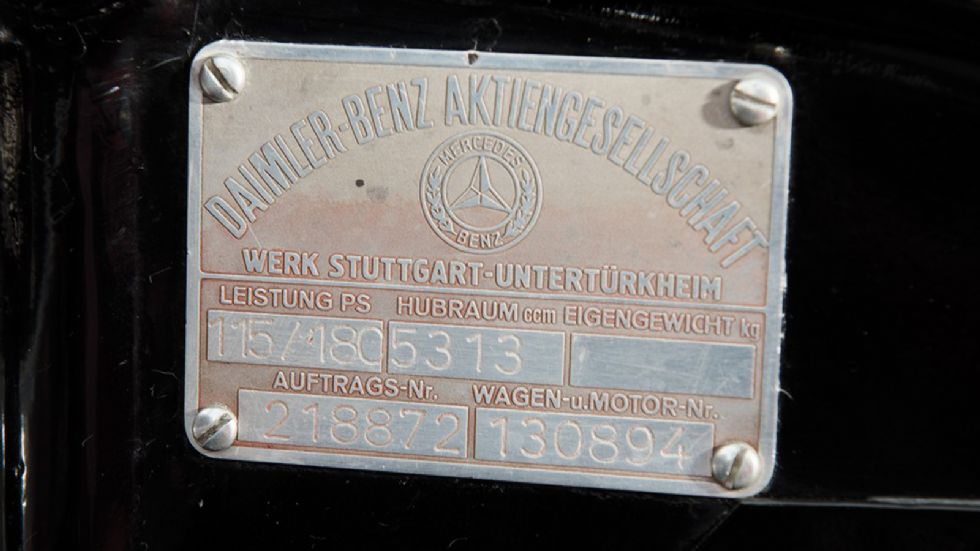 DAIMLER-BENZ AKTIENGESELLSCHAFT
MERCEDES
BENZ
WERK STUTTGART-UNTERTÜRKHEIM
LEISTUNG PS HUBRAUM ccm EIGENGEWICHT kg
115/180 5313
AUFTRAGS-Nr. WAGEN-u.MOTOR-Nr.
218872 130894